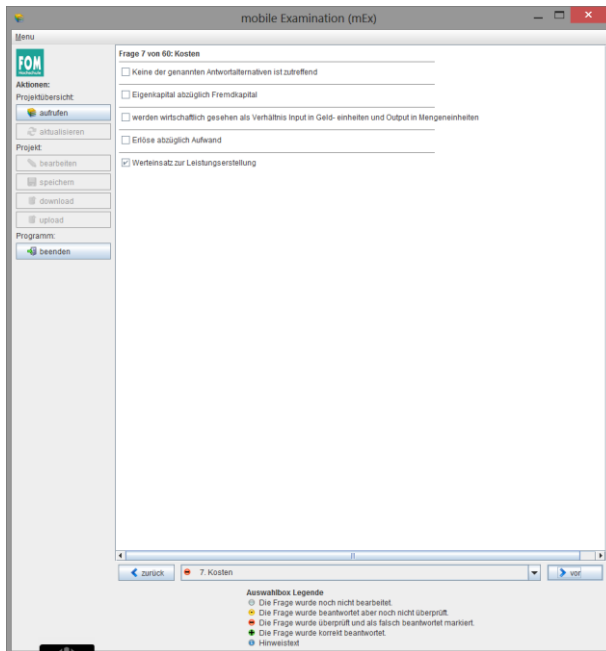 mobile Examination (mEx)
Menu
FOM
Hochschule
Aktionen:
Projektübersicht:
aufrufen
aktualisieren
Projekt:
bearbeiten
speichern
download
upload
Programm:
beenden
Frage 7 von 60: Kosten
Keine der genannten Antwortalternativen ist zutreffend
Eigenkapital abzüglich Fremdkapital
werden wirtschaftlich gesehen als Verhältnis Input in Geld- einheiten und Output in Mengeneinheiten
Erlöse abzüglich Aufwand
Werteinsatz zur Leistungserstellung
zurück
7. Kosten
vor
Auswahlbox Legende
Die Frage wurde noch nicht bearbeitet.
Die Frage wurde beantwortet aber noch nicht überprüft.
Die Frage wurde überprüft und als falsch beantwortet markiert.
Die Frage wurde korrekt beantwortet.
Hinweistext